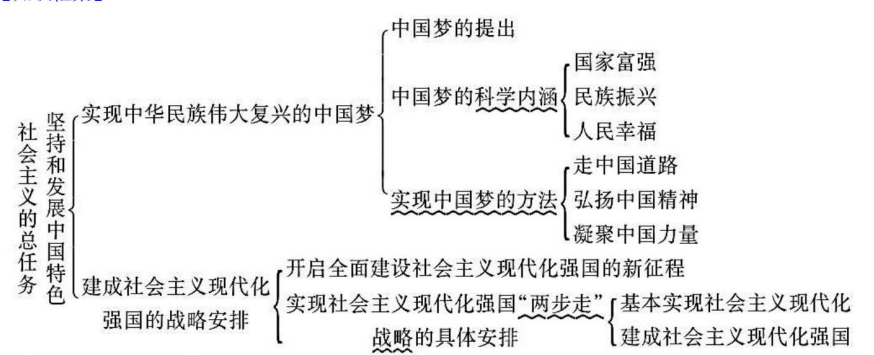 坚持和发展中国特色
社会主义的总任务
实现中华民族伟大复兴的中国梦
中国梦的提出
中国梦的科学内涵
国家富强
民族振兴
人民幸福
实现中国梦的方法
走中国道路
弘扬中国精神
凝聚中国力量
建成社会主义现代化
强国的战略安排
开启全面建设社会主义现代化强国的新征程
实现社会主义现代化强国“两步走”
战略的具体安排
基本实现社会主义现代化
建成社会主义现代化强国